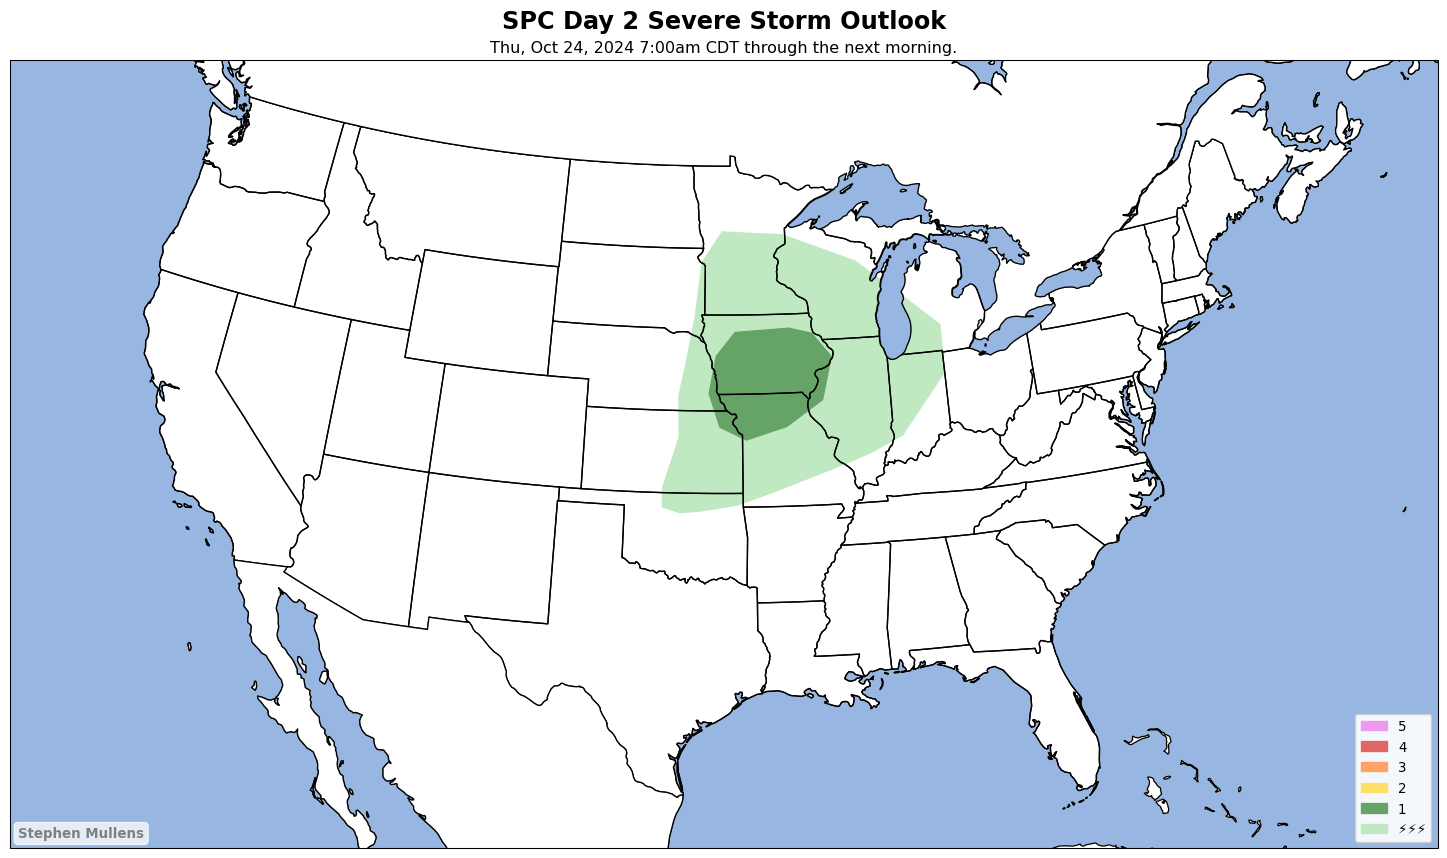 SPC Day 2 Severe Storm Outlook
Thu, Oct 24, 2024 7:00am CDT through the next morning.
5
4
3
2
1
⚡⚡⚡
Stephen Mullens